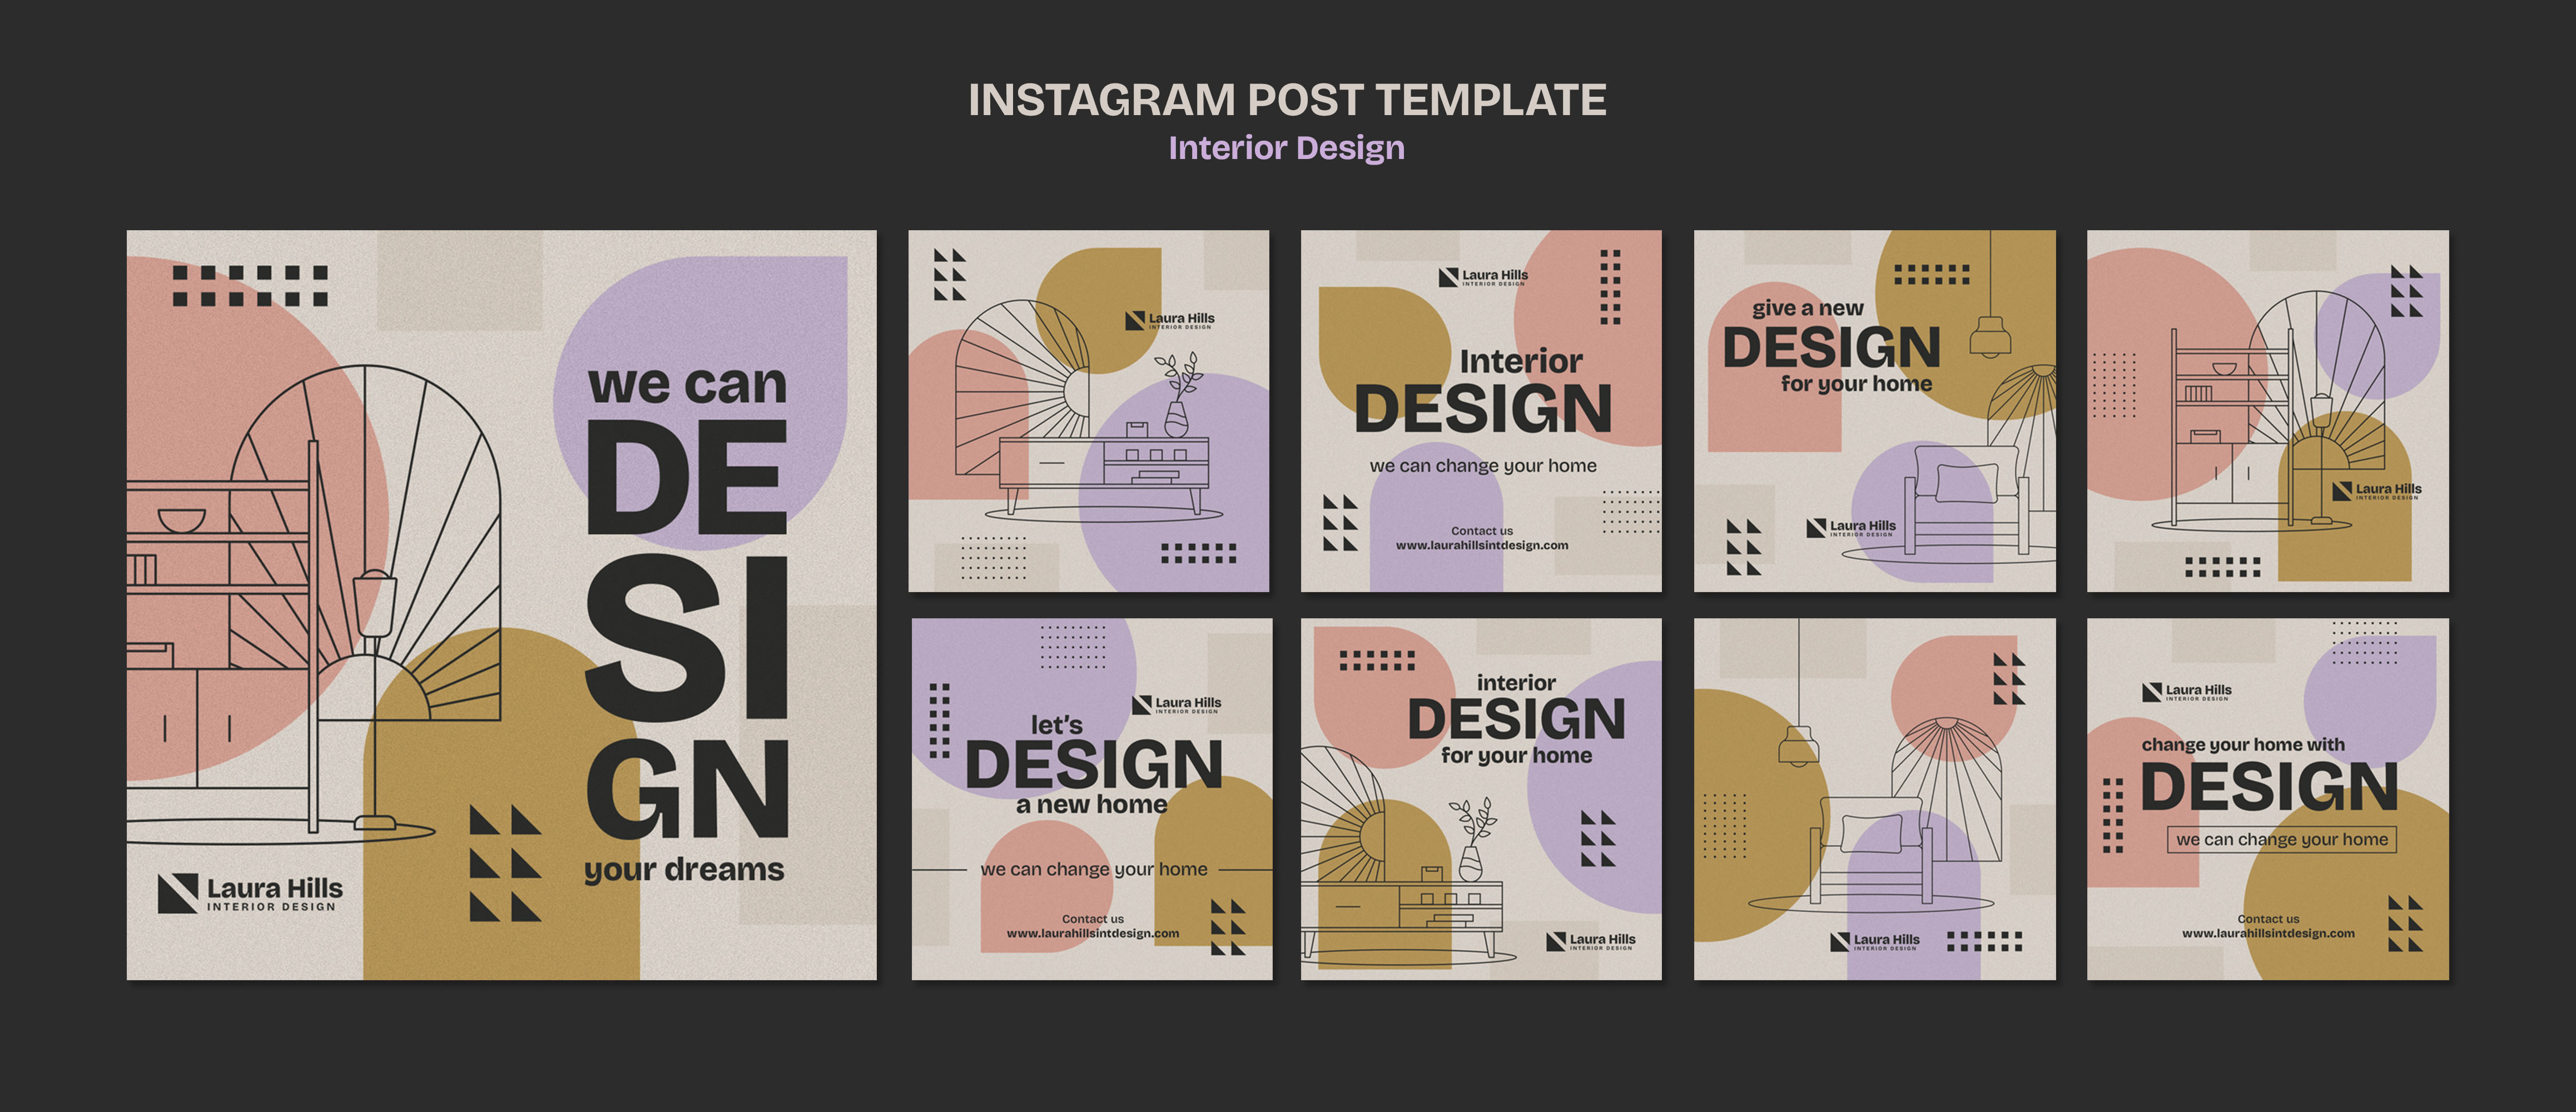 INSTAGRAM POST TEMPLATE
Interior Design
we can
DE
SI
GN
your dreams
Laura Hills
INTERIOR DESIGN
Laura Hills
INTERIOR DESIGN
Laura Hills
INTERIOR DESIGN
Interior
DESIGN
we can change your home
Contact us
www.laurahillsintdesign.com
give a new
DESIGN
for your home
Laura Hills
INTERIOR DESIGN
Laura Hills
INTERIOR DESIGN
Laura Hills
INTERIOR DESIGN
let's
DESIGN
a new home
we can change your home
Contact us
www.laurahillsintdesign.com
interior
DESIGN
for your home
Laura Hills
INTERIOR DESIGN
Laura Hills
INTERIOR DESIGN
Laura Hills
INTERIOR DESIGN
change your home with
DESIGN
we can change your home
Contact us
www.laurahillsintdesign.com